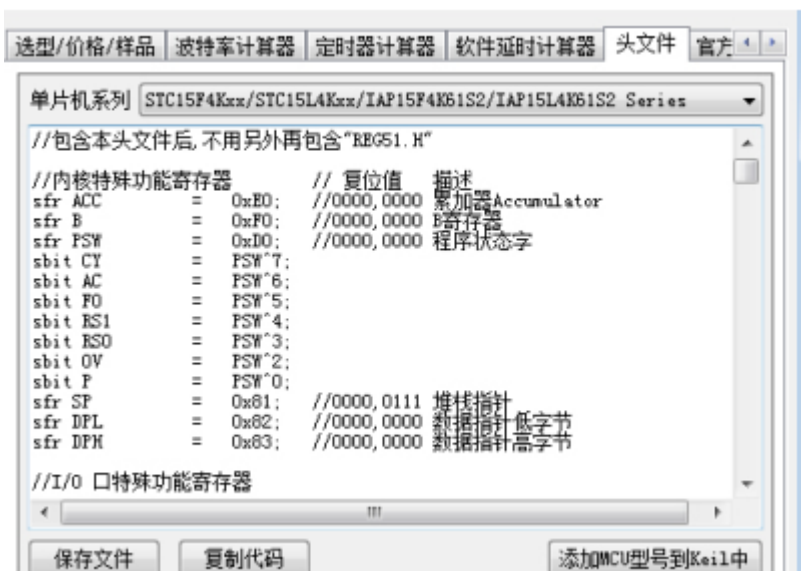 选型/价格/样品 波特率计算器 定时器计算器 软件延时计算器 头文件 官方
单片机系列 STC15F4Kxx/STC15L4Kxx/IAP15F4K61S2/IAP15L4K61S2 Series
//包含本头文件后,不用另外再包含"REG51.H"
//内核特殊功能寄存器 // 复位值 描述
sfr ACC = 0xE0; //0000,0000 累加器Accumulator
sfr B = 0xF0; //0000,0000 B寄存器
sfr PSW = 0xD0; //0000,0000 程序状态字
sbit CY = PSW^7;
sbit AC = PSW^6;
sbit F0 = PSW^5;
sbit RS1 = PSW^4;
sbit RS0 = PSW^3;
sbit OV = PSW^2;
sbit P = PSW^0;
sfr SP = 0x81; //0000,0111 堆栈指针
sfr DPL = 0x82; //0000,0000 数据指针低字节
sfr DPH = 0x83; //0000,0000 数据指针高字节
//I/O 口特殊功能寄存器
保存文件 复制代码 添加MCU型号到Keil中